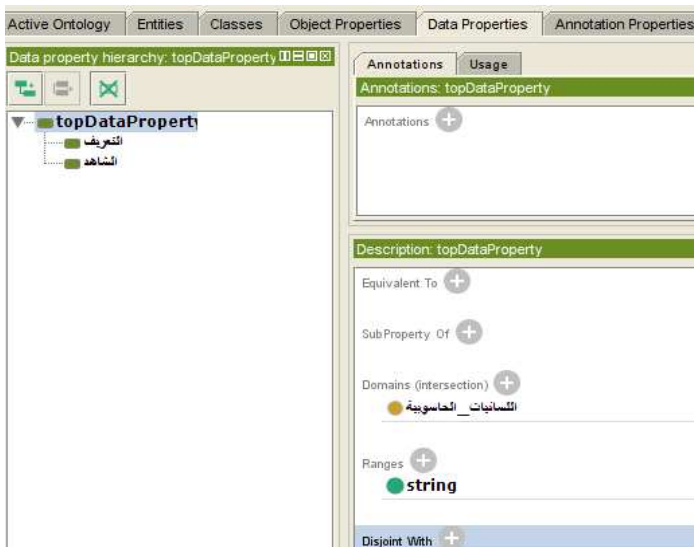 Active Ontology Entities Classes Object Properties Data Properties Annotation Properties
Data property hierarchy: topDataProperty
topDataProperty
التعريف
الشاهد
Annotations Usage
Annotations: topDataProperty
Annotations
Description: topDataProperty
Equivalent To
SubProperty Of
Domains (intersection)
اللسانيات_الحاسوبية
Ranges
string
Disjoint With